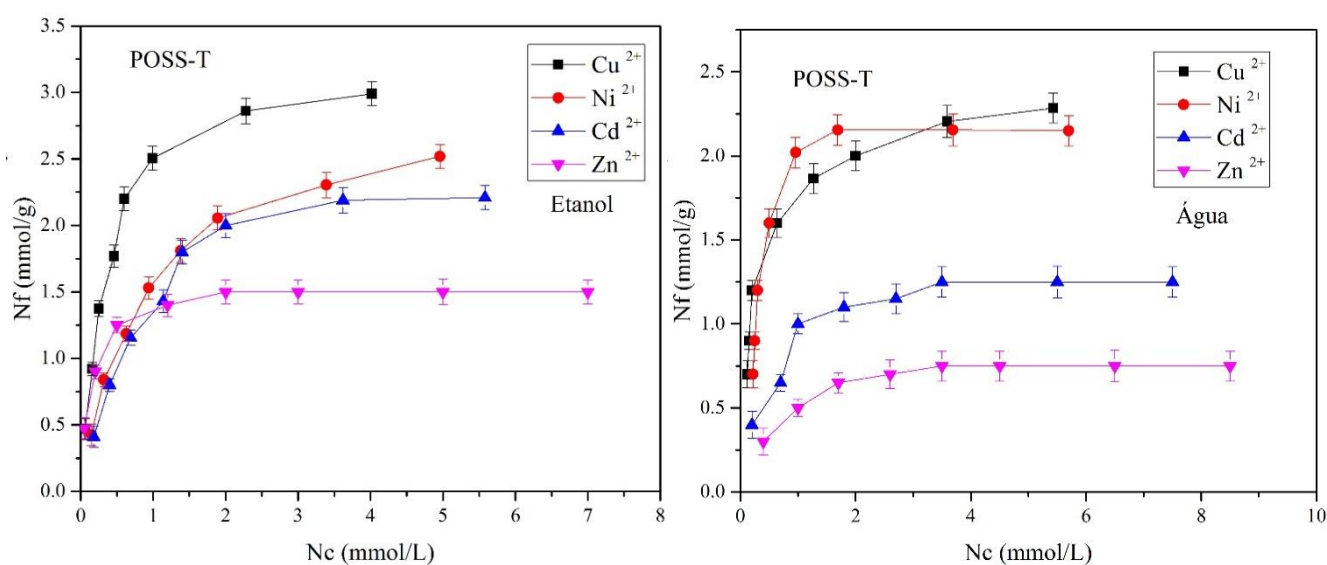 POSS-T
Cu 2+
Ni 2+
Cd 2+
Zn 2+
Etanol
Nf (mmol/g)
3.5
3.0
2.5
2.0
1.5
1.0
0.5
0.0
0 1 2 3 4 5 6 7 8
Nc (mmol/L)
POSS-T
Cu 2+
Ni 2+
Cd 2+
Zn 2+
Água
Nf (mmol/g)
2.5
2.0
1.5
1.0
0.5
0.0
0 2 4 6 8 10
Nc (mmol/L)